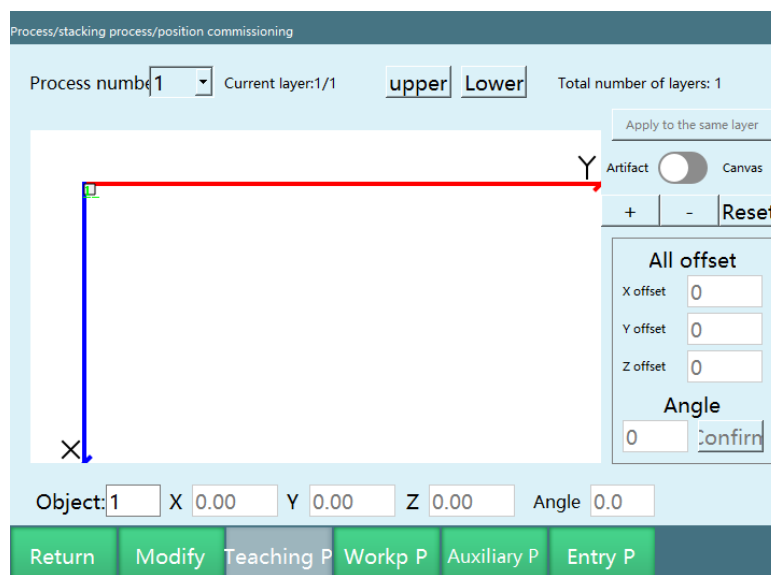 Process/stacking process/position commissioning
Process numbe 1 Current layer:1/1 upper Lower Total number of layers: 1
Apply to the same layer
Y Artifact Canvas
1
+ - Reset
All offset
X offset 0
Y offset 0
Z offset 0
Angle
0 Confirm
X
Object: 1 X 0.00 Y 0.00 Z 0.00 Angle 0.0
Return Modify Teaching P Workp P Auxiliary P Entry P